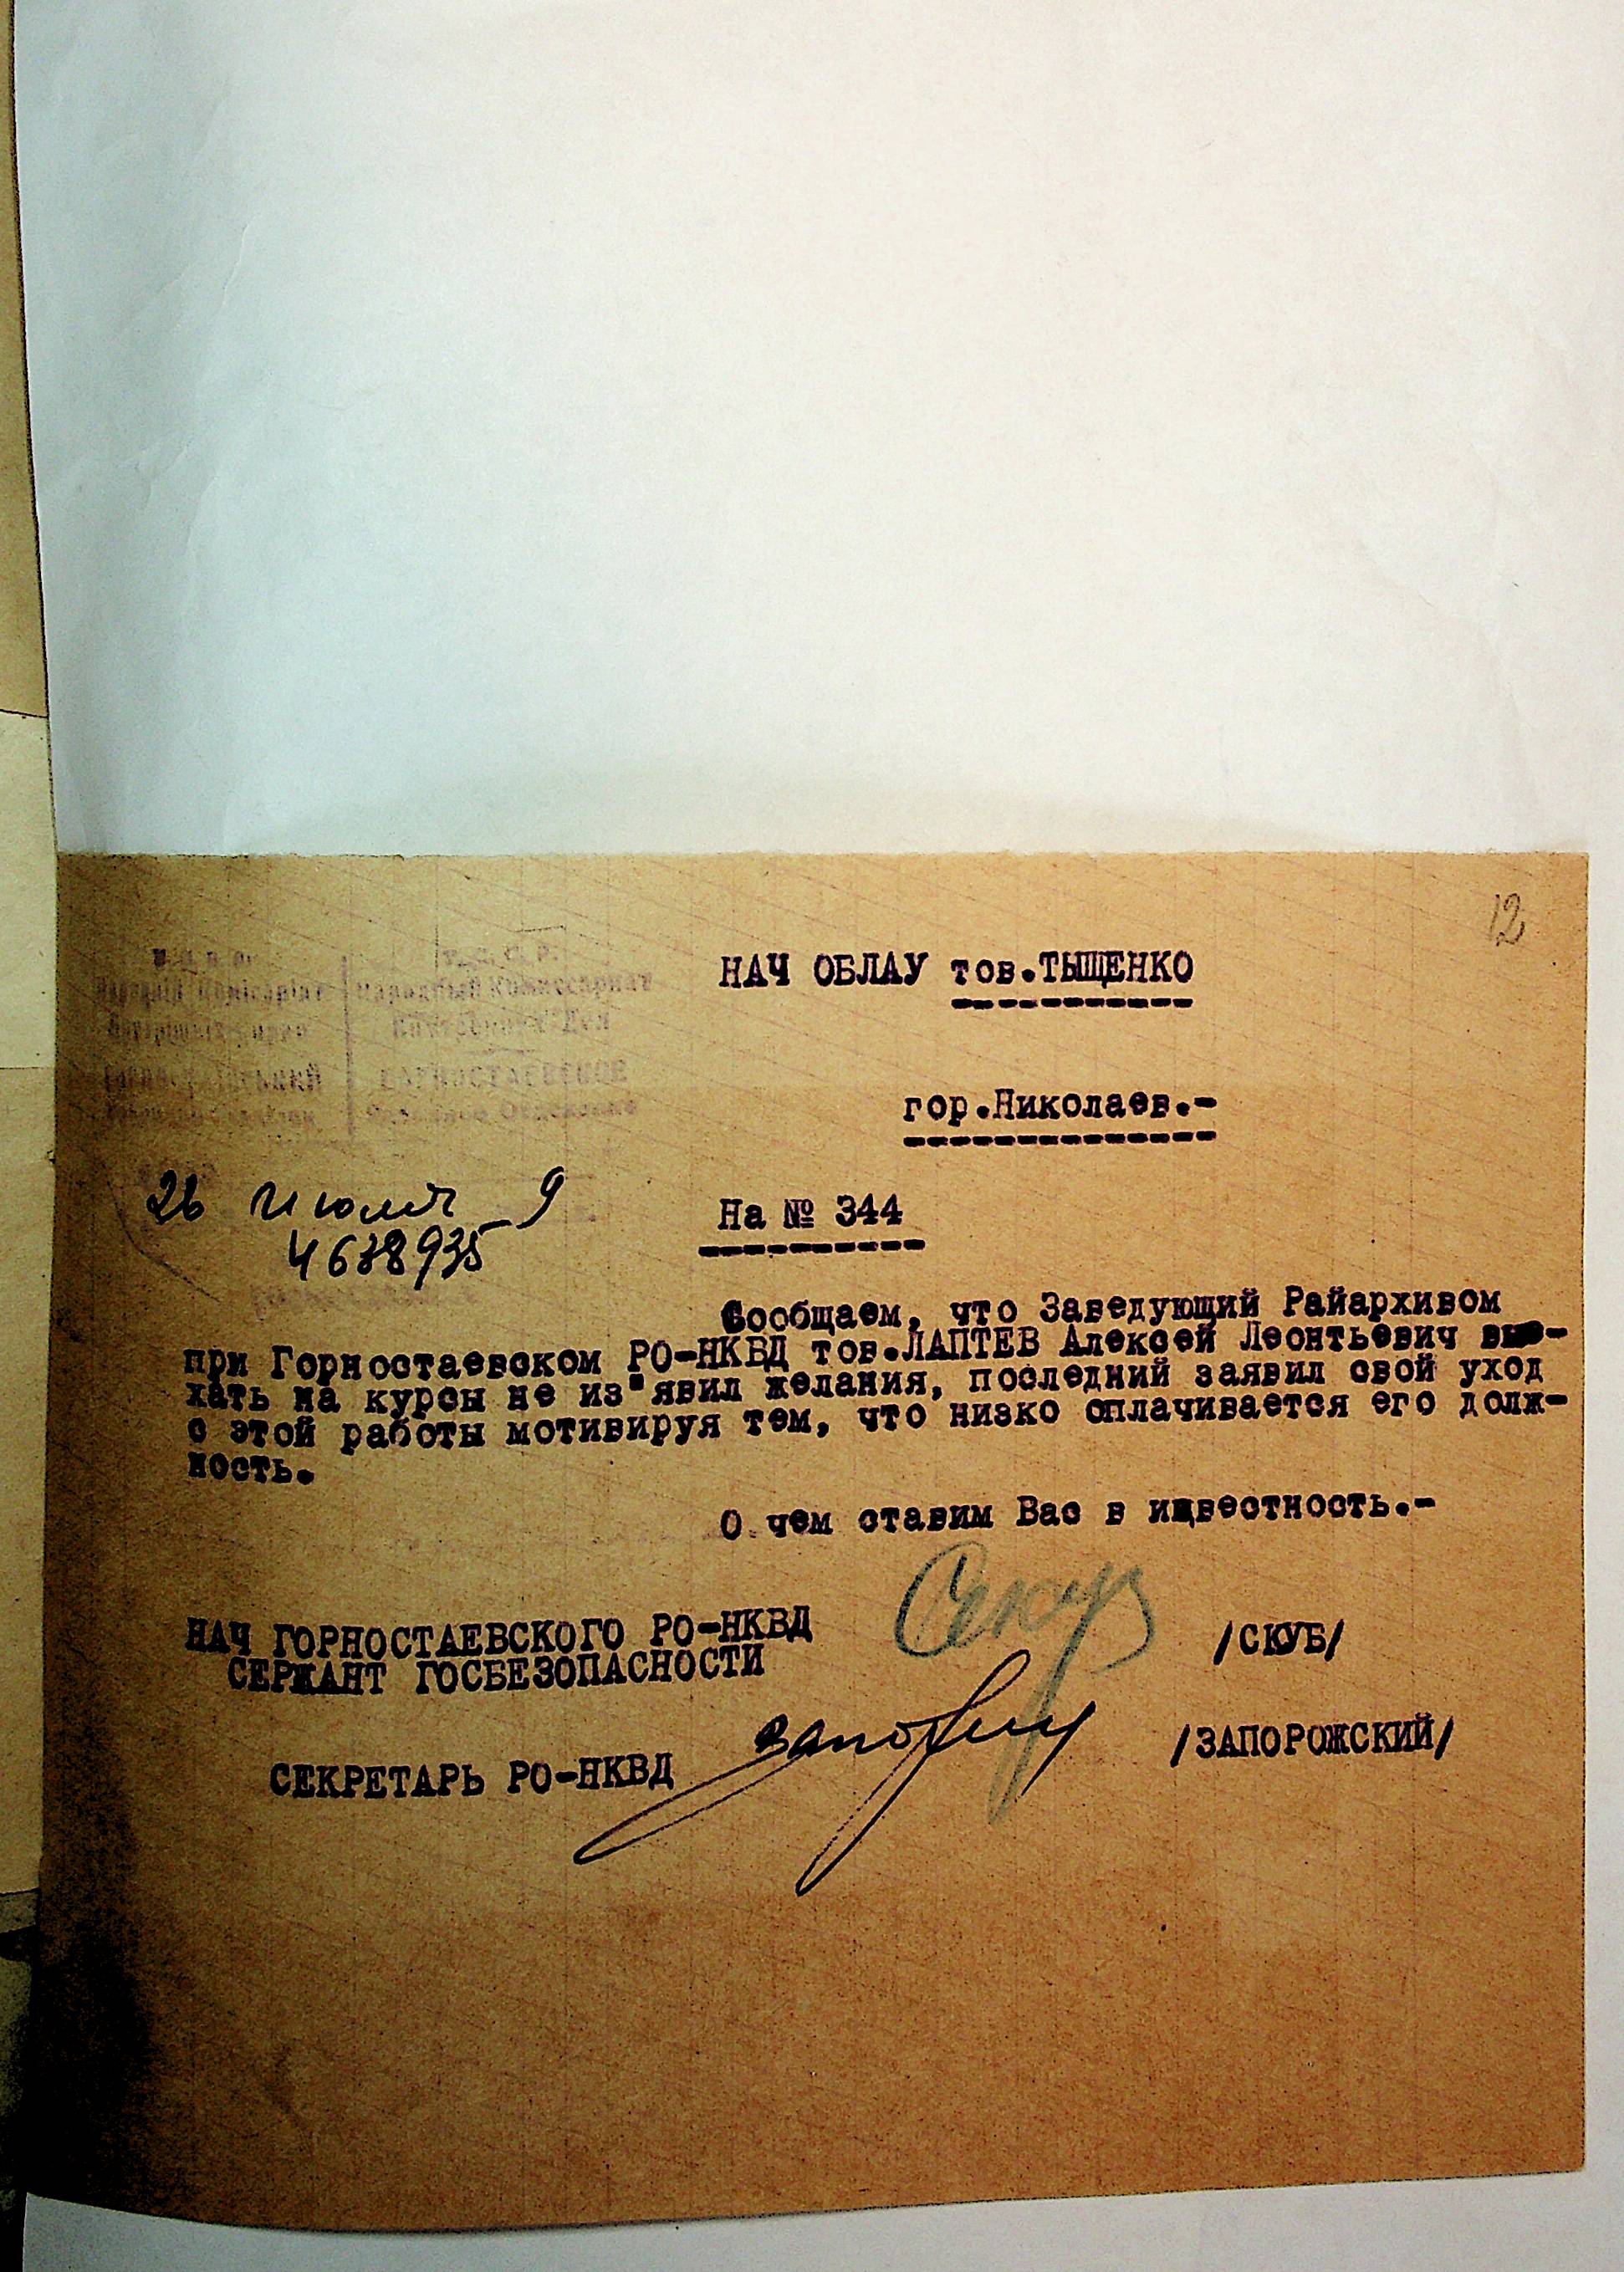 12
НАЧ ОБЛАУ тов.ТЫЩЕНКО
гор.Николаев.-
26 июля 9
4638935
На № 344
Сообщаем, что Заведующий Райархивом
при Горностаевском РО-НКВД тов.ЛАПТЕВ Алексей Леонтьевич вые-
хать на курсы не из"явил желания, последний заявил свой уход
с этой работы мотивируя тем, что низко оплачивается его долж-
ность.
О чем ставим Вас в известность.-
НАЧ ГОРНОСТАЕВСКОГО РО-НКВД /СКУБ/
СЕРЖАНТ ГОСБЕЗОПАСНОСТИ
СЕКРЕТАРЬ РО-НКВД /ЗАПОРОЖСКИЙ/